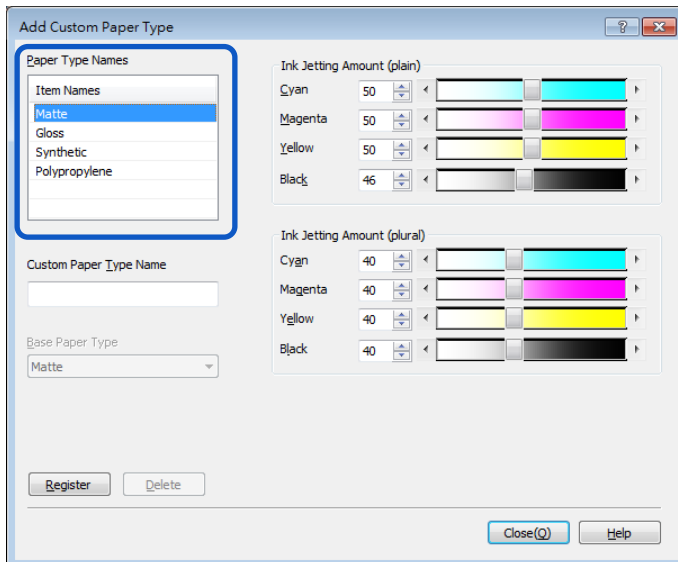 Add Custom Paper Type
Paper Type Names
Item Names
Matte
Gloss
Synthetic
Polypropylene
Custom Paper Type Name
Base Paper Type
Matte
Register
Delete
Ink Jetting Amount (plain)
Cyan 50
Magenta 50
Yellow 50
Black 46
Ink Jetting Amount (plural)
Cyan 40
Magenta 40
Yellow 40
Black 40
Close(Q)
Help